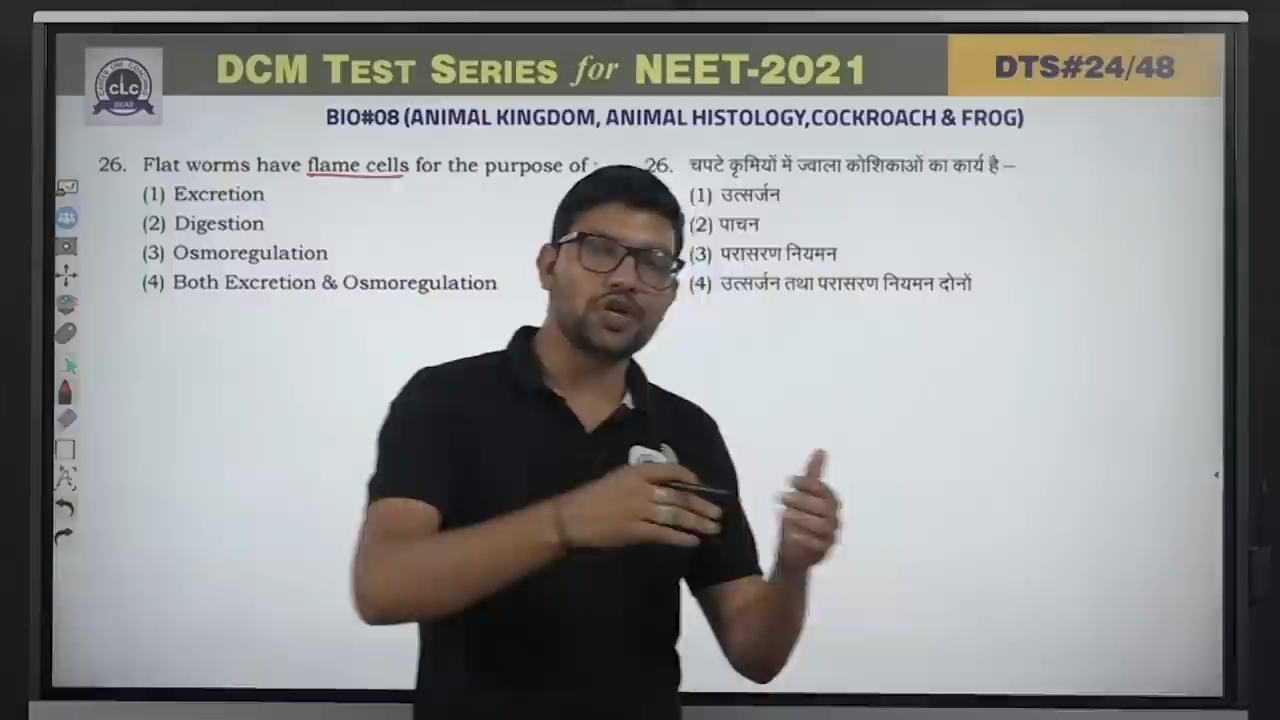 DCM TEST SERIES for NEET-2021
DTS#24/48
CLC
BIO#08 (ANIMAL KINGDOM, ANIMAL HISTOLOGY,COCKROACH & FROG)
26. Flat worms have flame cells for the purpose of :
(1) Excretion
(2) Digestion
(3) Osmoregulation
(4) Both Excretion & Osmoregulation
26. चपटे कृमियों में ज्वाला कोशिकाओं का कार्य है –
(1) उत्सर्जन
(2) पाचन
(3) परासरण नियमन
(4) उत्सर्जन तथा परासरण नियमन दोनों